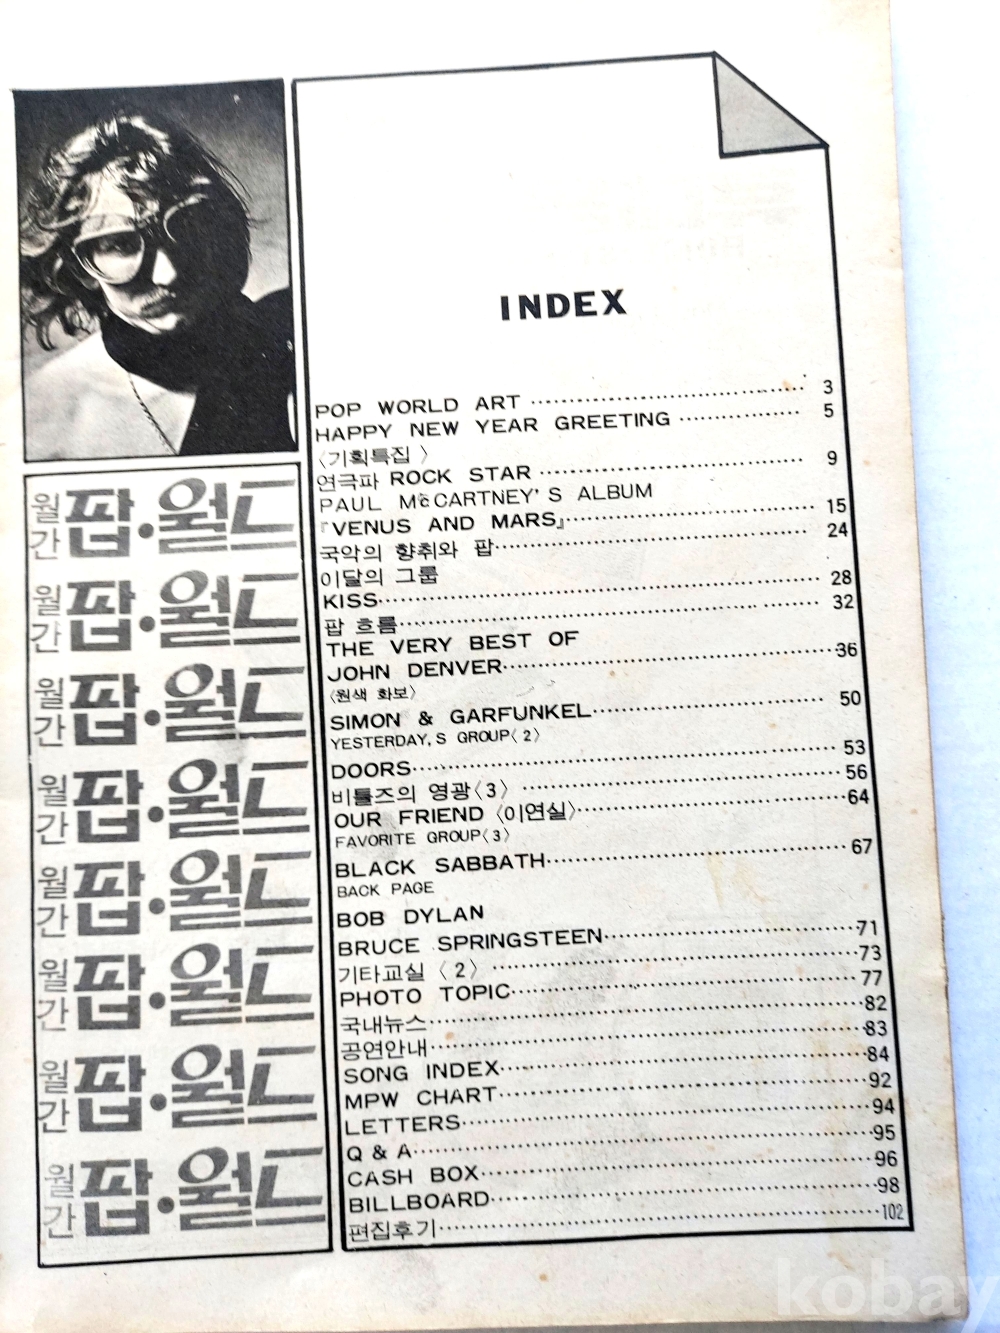 INDEX
POP WORLD ART ........ 3
HAPPY NEW YEAR GREETING ........ 5
〈기획특집 〉
연극파 ROCK STAR ........ 9
PAUL McCARTNEY'S ALBUM
『VENUS AND MARS』 ........ 15
국악의 향취와 팝 ........ 24
이달의 그룹
KISS ........ 28
팝 흐름 ........ 32
THE VERY BEST OF
JOHN DENVER ........ 36
〈원색 화보〉
SIMON & GARFUNKEL ........ 50
YESTERDAY,S GROUP〈2〉
DOORS ........ 53
비틀즈의 영광〈3〉 ........ 56
OUR FRIEND 〈이연실〉 ........ 64
FAVORITE GROUP〈3〉
BLACK SABBATH ........ 67
BACK PAGE
BOB DYLAN
BRUCE SPRINGSTEEN ........ 71
기타교실 〈2〉 ........ 73
PHOTO TOPIC ........ 77
국내뉴스 ........ 82
공연안내 ........ 83
SONG INDEX ........ 84
MPW CHART ........ 92
LETTERS ........ 94
Q & A ........ 95
CASH BOX ........ 96
BILLBOARD ........ 98
편집후기 ........ 102
월간 팝·월드
월간 팝·월드
월간 팝·월드
월간 팝·월드
월간 팝·월드
월간 팝·월드
월간 팝·월드
월간 팝·월드
kobay